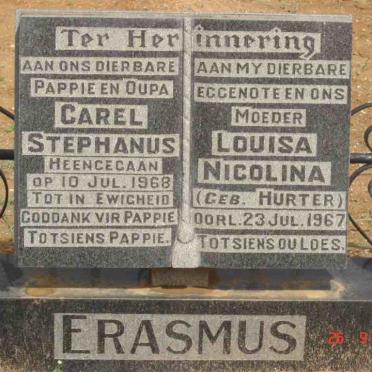 Ter Herinnering
AAN ONS DIERBARE
PAPPIE EN OUPA
CAREL
STEPHANUS
HEENGEGAAN
OP 10 JUL. 1968
TOT IN EWIGHEID
GODDANK VIR PAPPIE
TOTSIENS PAPPIE.
AAN MY DIERBARE
EGGENOTE EN ONS
MOEDER
LOUISA
NICOLINA
(GEB. HURTER)
OORL. 23 JUL. 1967
TOTSIENS OU LOES.
ERASMUS
26 9